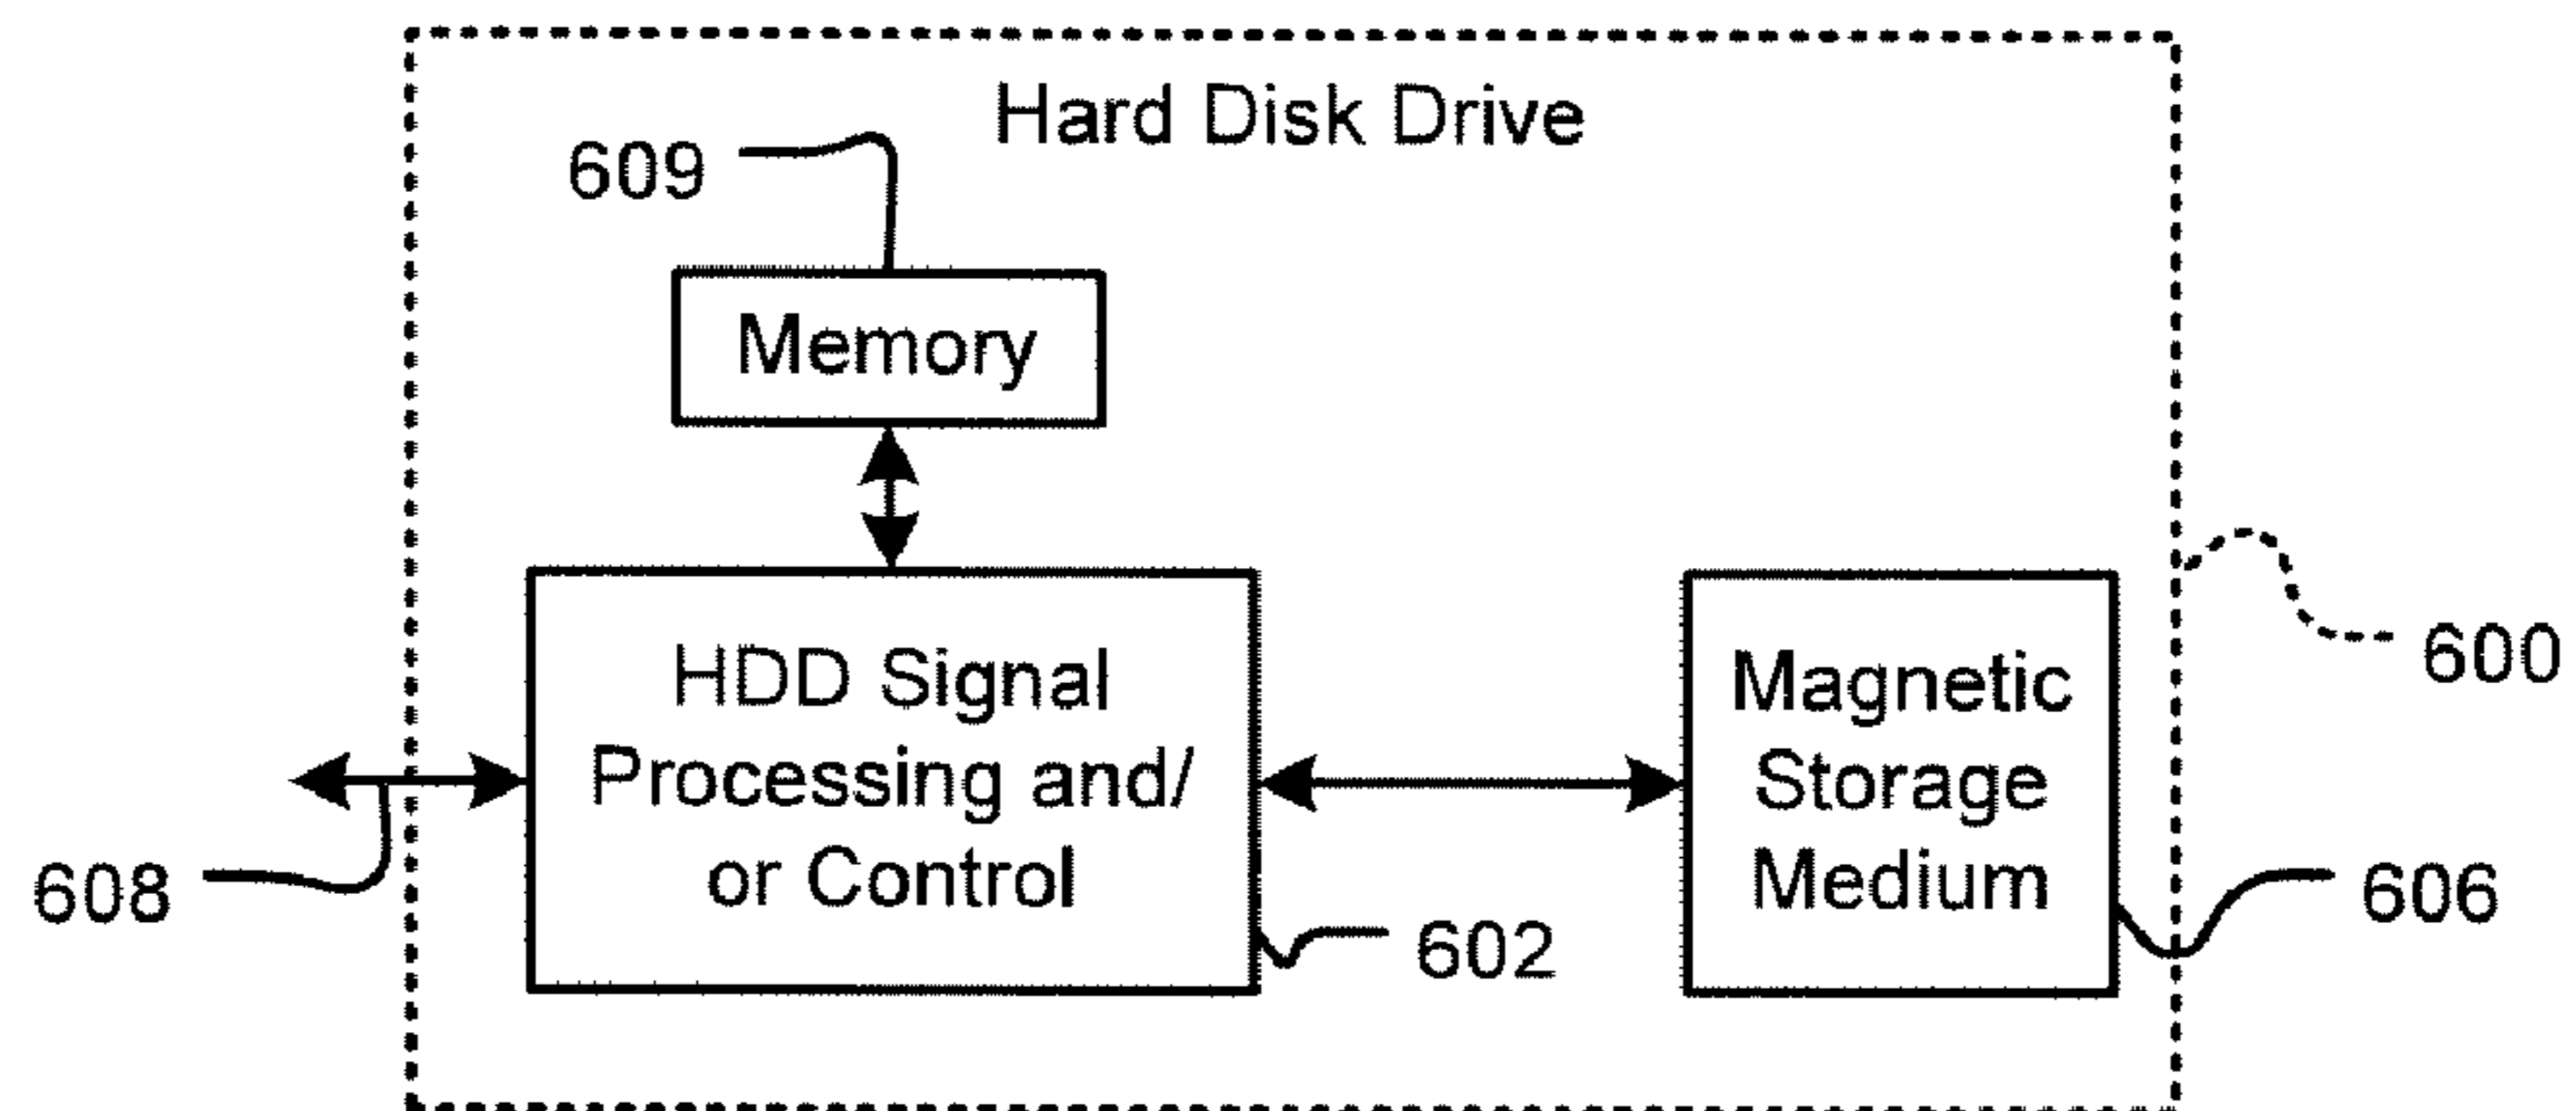 Hard Disk Drive
609
Memory
HDD Signal
Processing and/
or Control
Magnetic
Storage
Medium
600
608
602
606